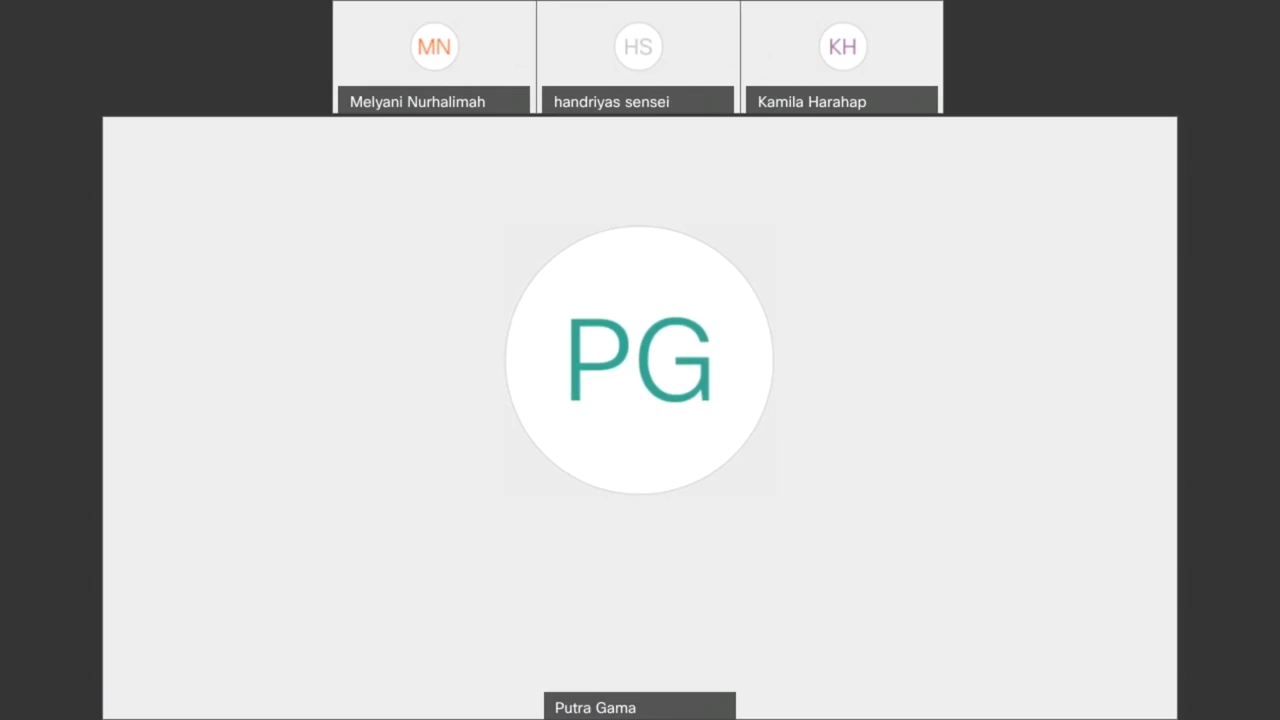 MN
HS
KH
Melyani Nurhalimah
handriyas sensei
Kamila Harahap
PG
Putra Gama